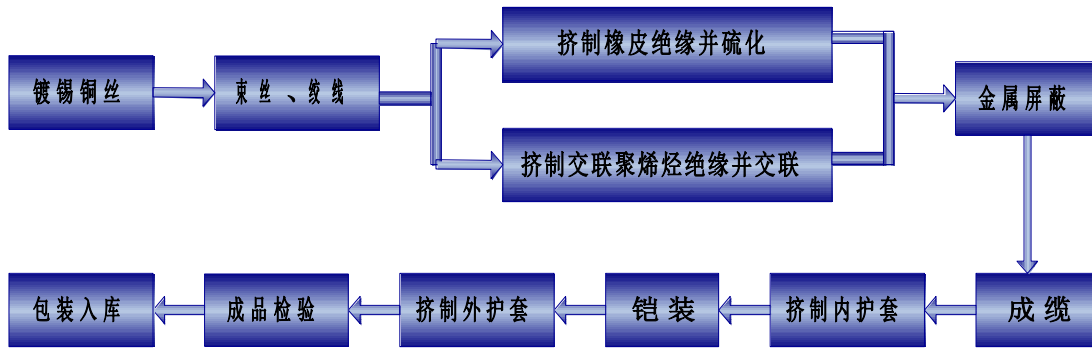 镀锡铜丝
束丝、绞线
挤制橡皮绝缘并硫化
挤制交联聚烯烃绝缘并交联
金属屏蔽
成缆
挤制内护套
铠装
挤制外护套
成品检验
包装入库